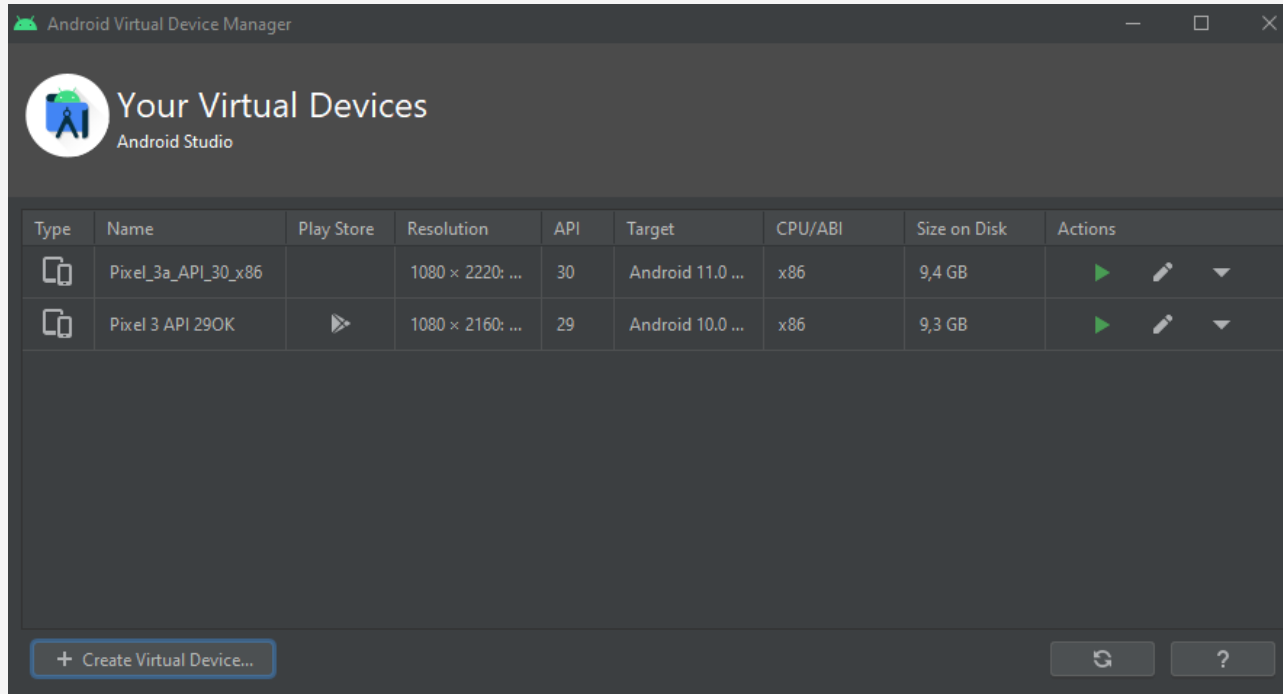 Android Virtual Device Manager
Your Virtual Devices
Android Studio
Type Name Play Store Resolution API Target CPU/ABI Size on Disk Actions
Pixel_3a_API_30_x86 1080 × 2220: ... 30 Android 11.0 ... x86 9,4 GB
Pixel 3 API 29OK 1080 × 2160: ... 29 Android 10.0 ... x86 9,3 GB
+ Create Virtual Device... ?